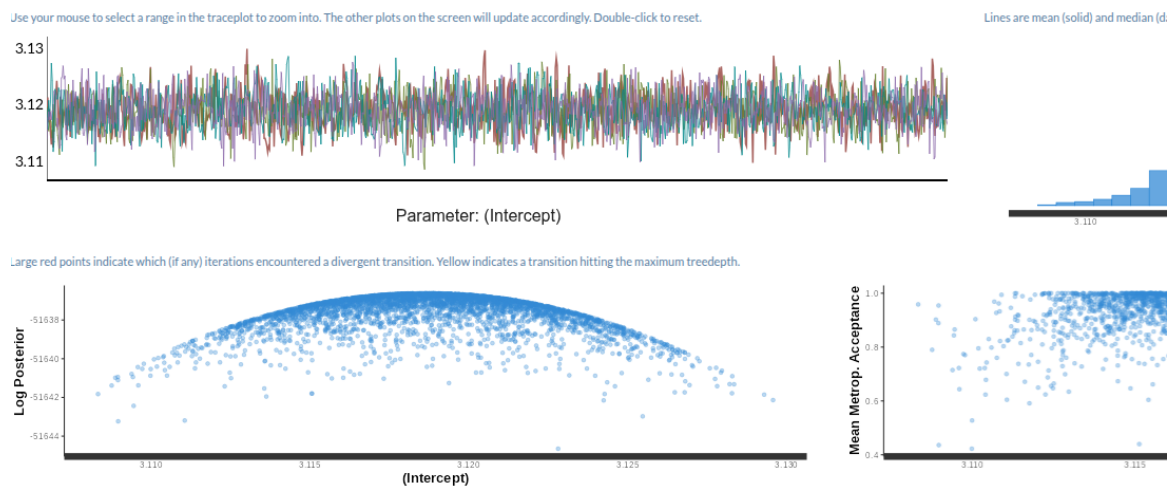 Use your mouse to select a range in the traceplot to zoom into. The other plots on the screen will update accordingly. Double-click to reset.
Lines are mean (solid) and median (da
3.13
3.12
3.11
Parameter: (Intercept)
3.110
Large red points indicate which (if any) iterations encountered a divergent transition. Yellow indicates a transition hitting the maximum treedepth.
Log Posterior
-51638
-51640
-51642
-51644
3.110 3.115 3.120 3.125 3.130
(Intercept)
Mean Metrop. Acceptance
1.0
0.8
0.6
0.4
3.110 3.115